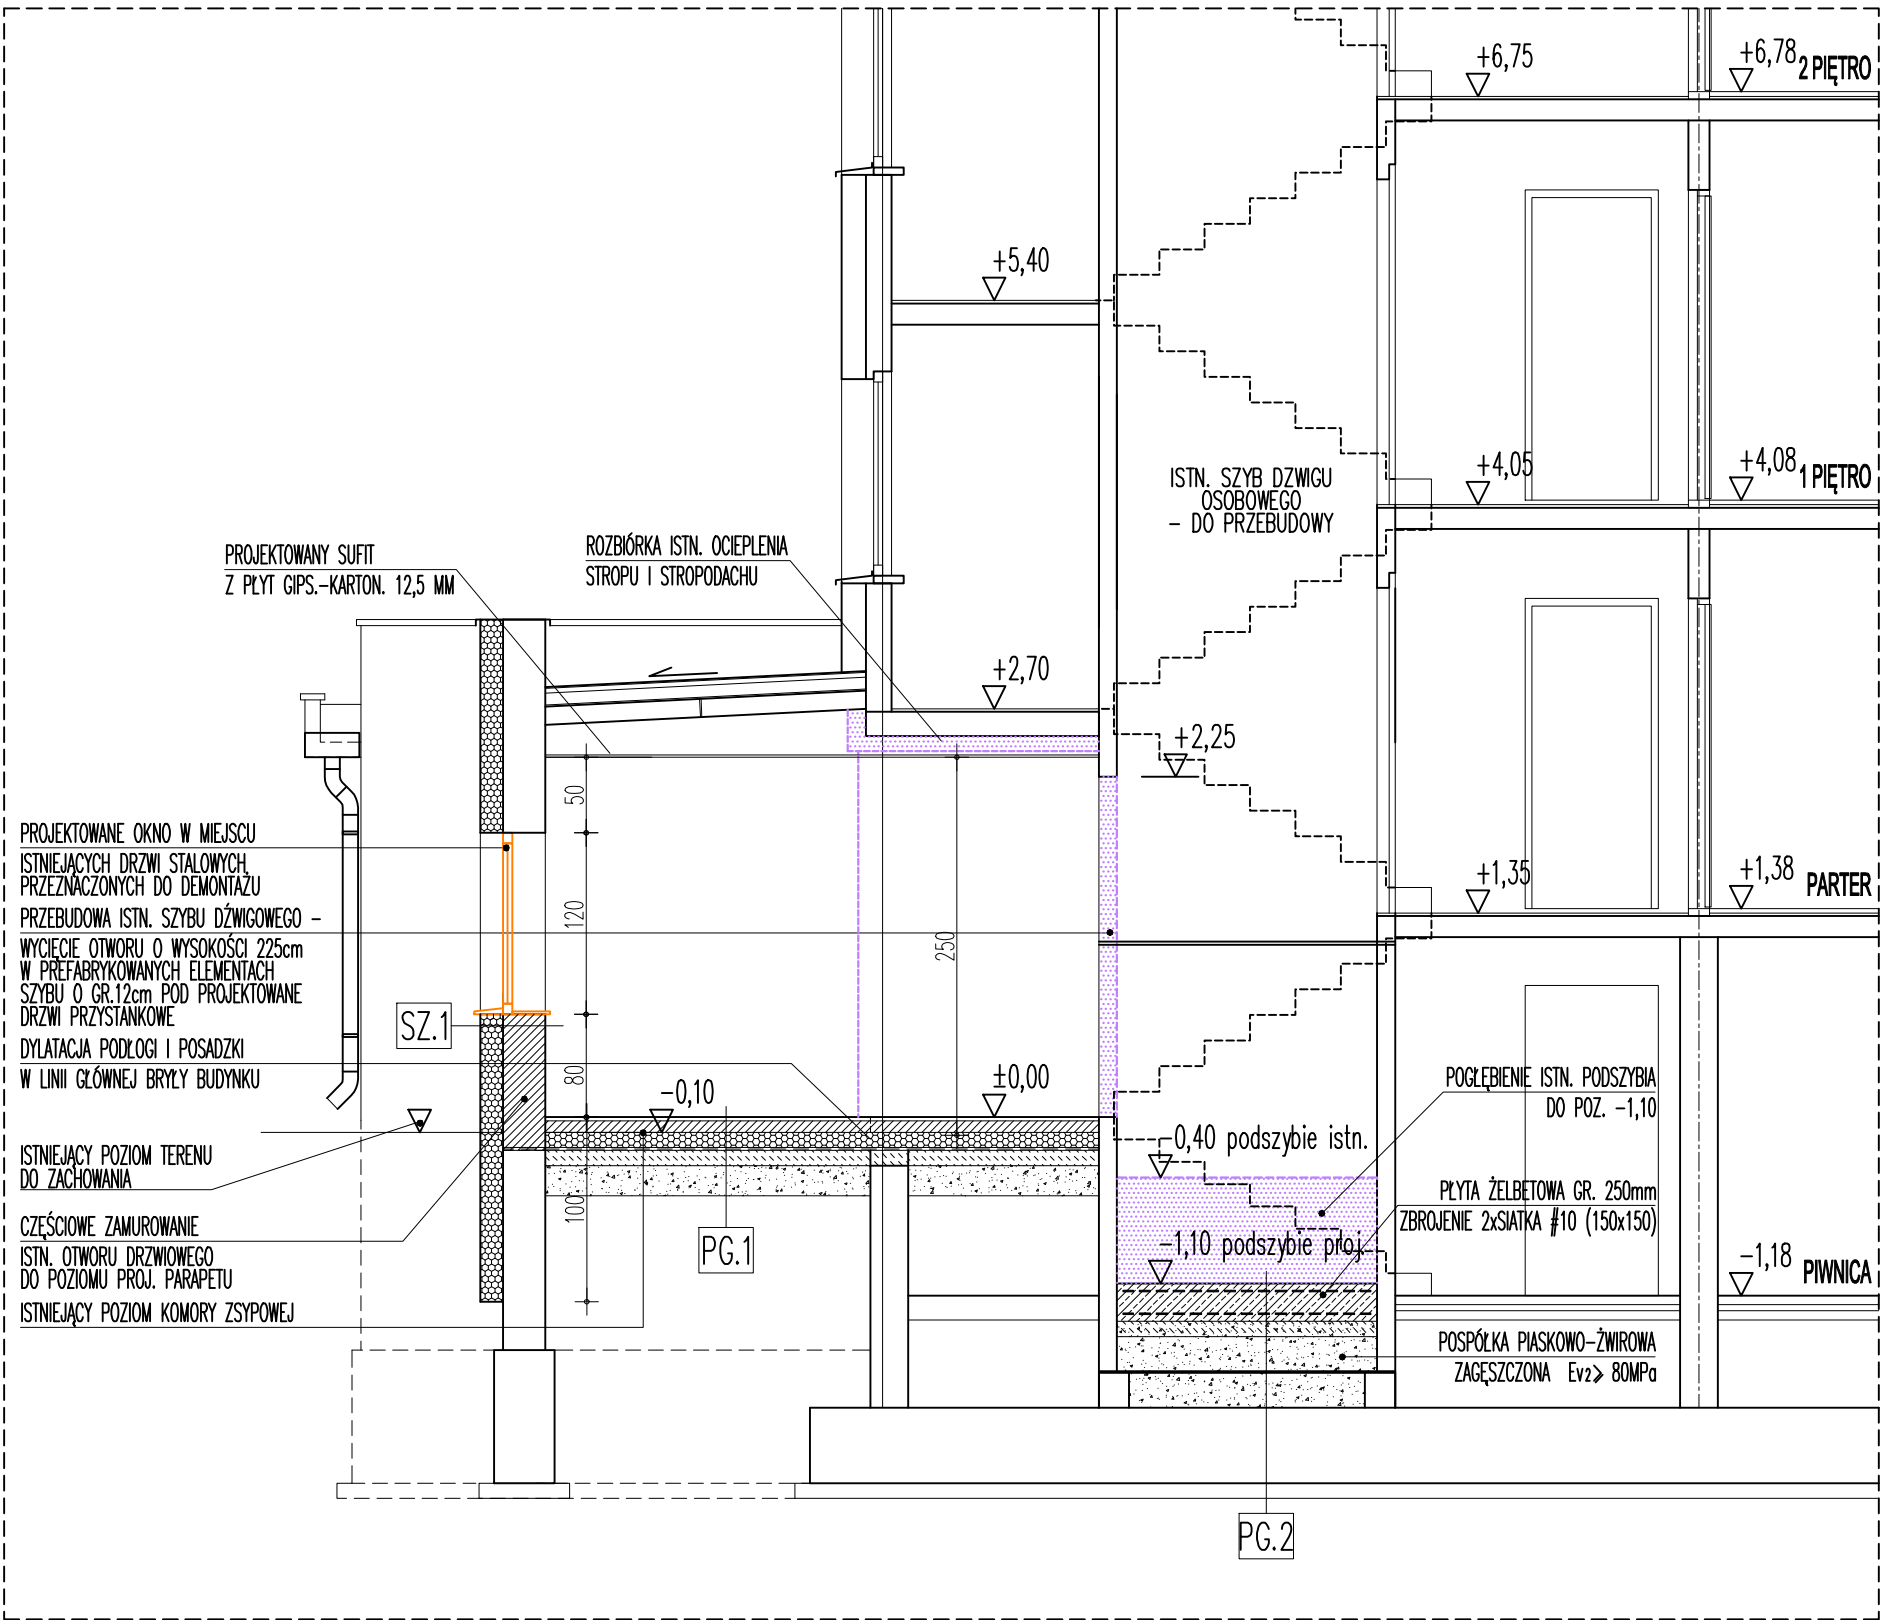 +6,75
+6,78
2 PIĘTRO
+5,40
+4,05
+4,08
1 PIĘTRO
ISTN. SZYB DZWIGU
OSOBOWEGO
- DO PRZEBUDOWY
PROJEKTOWANY SUFIT
Z PŁYT GIPS.-KARTON. 12,5 MM
ROZBIÓRKA ISTN. OCIEPLENIA
STROPU I STROPODACHU
+2,70
+2,25
+1,35
+1,38
PARTER
50
120
250
80
100
PROJEKTOWANE OKNO W MIEJSCU
ISTNIEJĄCYCH DRZWI STALOWYCH,
PRZEZNACZONYCH DO DEMONTAŻU
PRZEBUDOWA ISTN. SZYBU DŹWIGOWEGO -
WYCIĘCIE OTWORU O WYSOKOŚCI 225cm
W PREFABRYKOWANYCH ELEMENTACH
SZYBU O GR.12cm POD PROJEKTOWANE
DRZWI PRZYSTANKOWE
SZ.1
DYLATACJA PODŁOGI I POSADZKI
W LINII GŁÓWNEJ BRYŁY BUDYNKU
-0,10
±0,00
POGŁĘBIENIE ISTN. PODSZYBIA
DO POZ. -1,10
-0,40 podszybie istn.
ISTNIEJĄCY POZIOM TERENU
DO ZACHOWANIA
PŁYTA ŻELBETOWA GR. 250mm
ZBROJENIE 2xSIATKA #10 (150x150)
CZĘŚCIOWE ZAMUROWANIE
ISTN. OTWORU DRZWIOWEGO
DO POZIOMU PROJ. PARAPETU
PG.1
-1,10 podszybie proj.
-1,18
PIWNICA
ISTNIEJĄCY POZIOM KOMORY ZSYPOWEJ
POSPÓŁKA PIASKOWO-ŻWIROWA
ZAGĘSZCZONA Ev2≥ 80MPa
PG.2